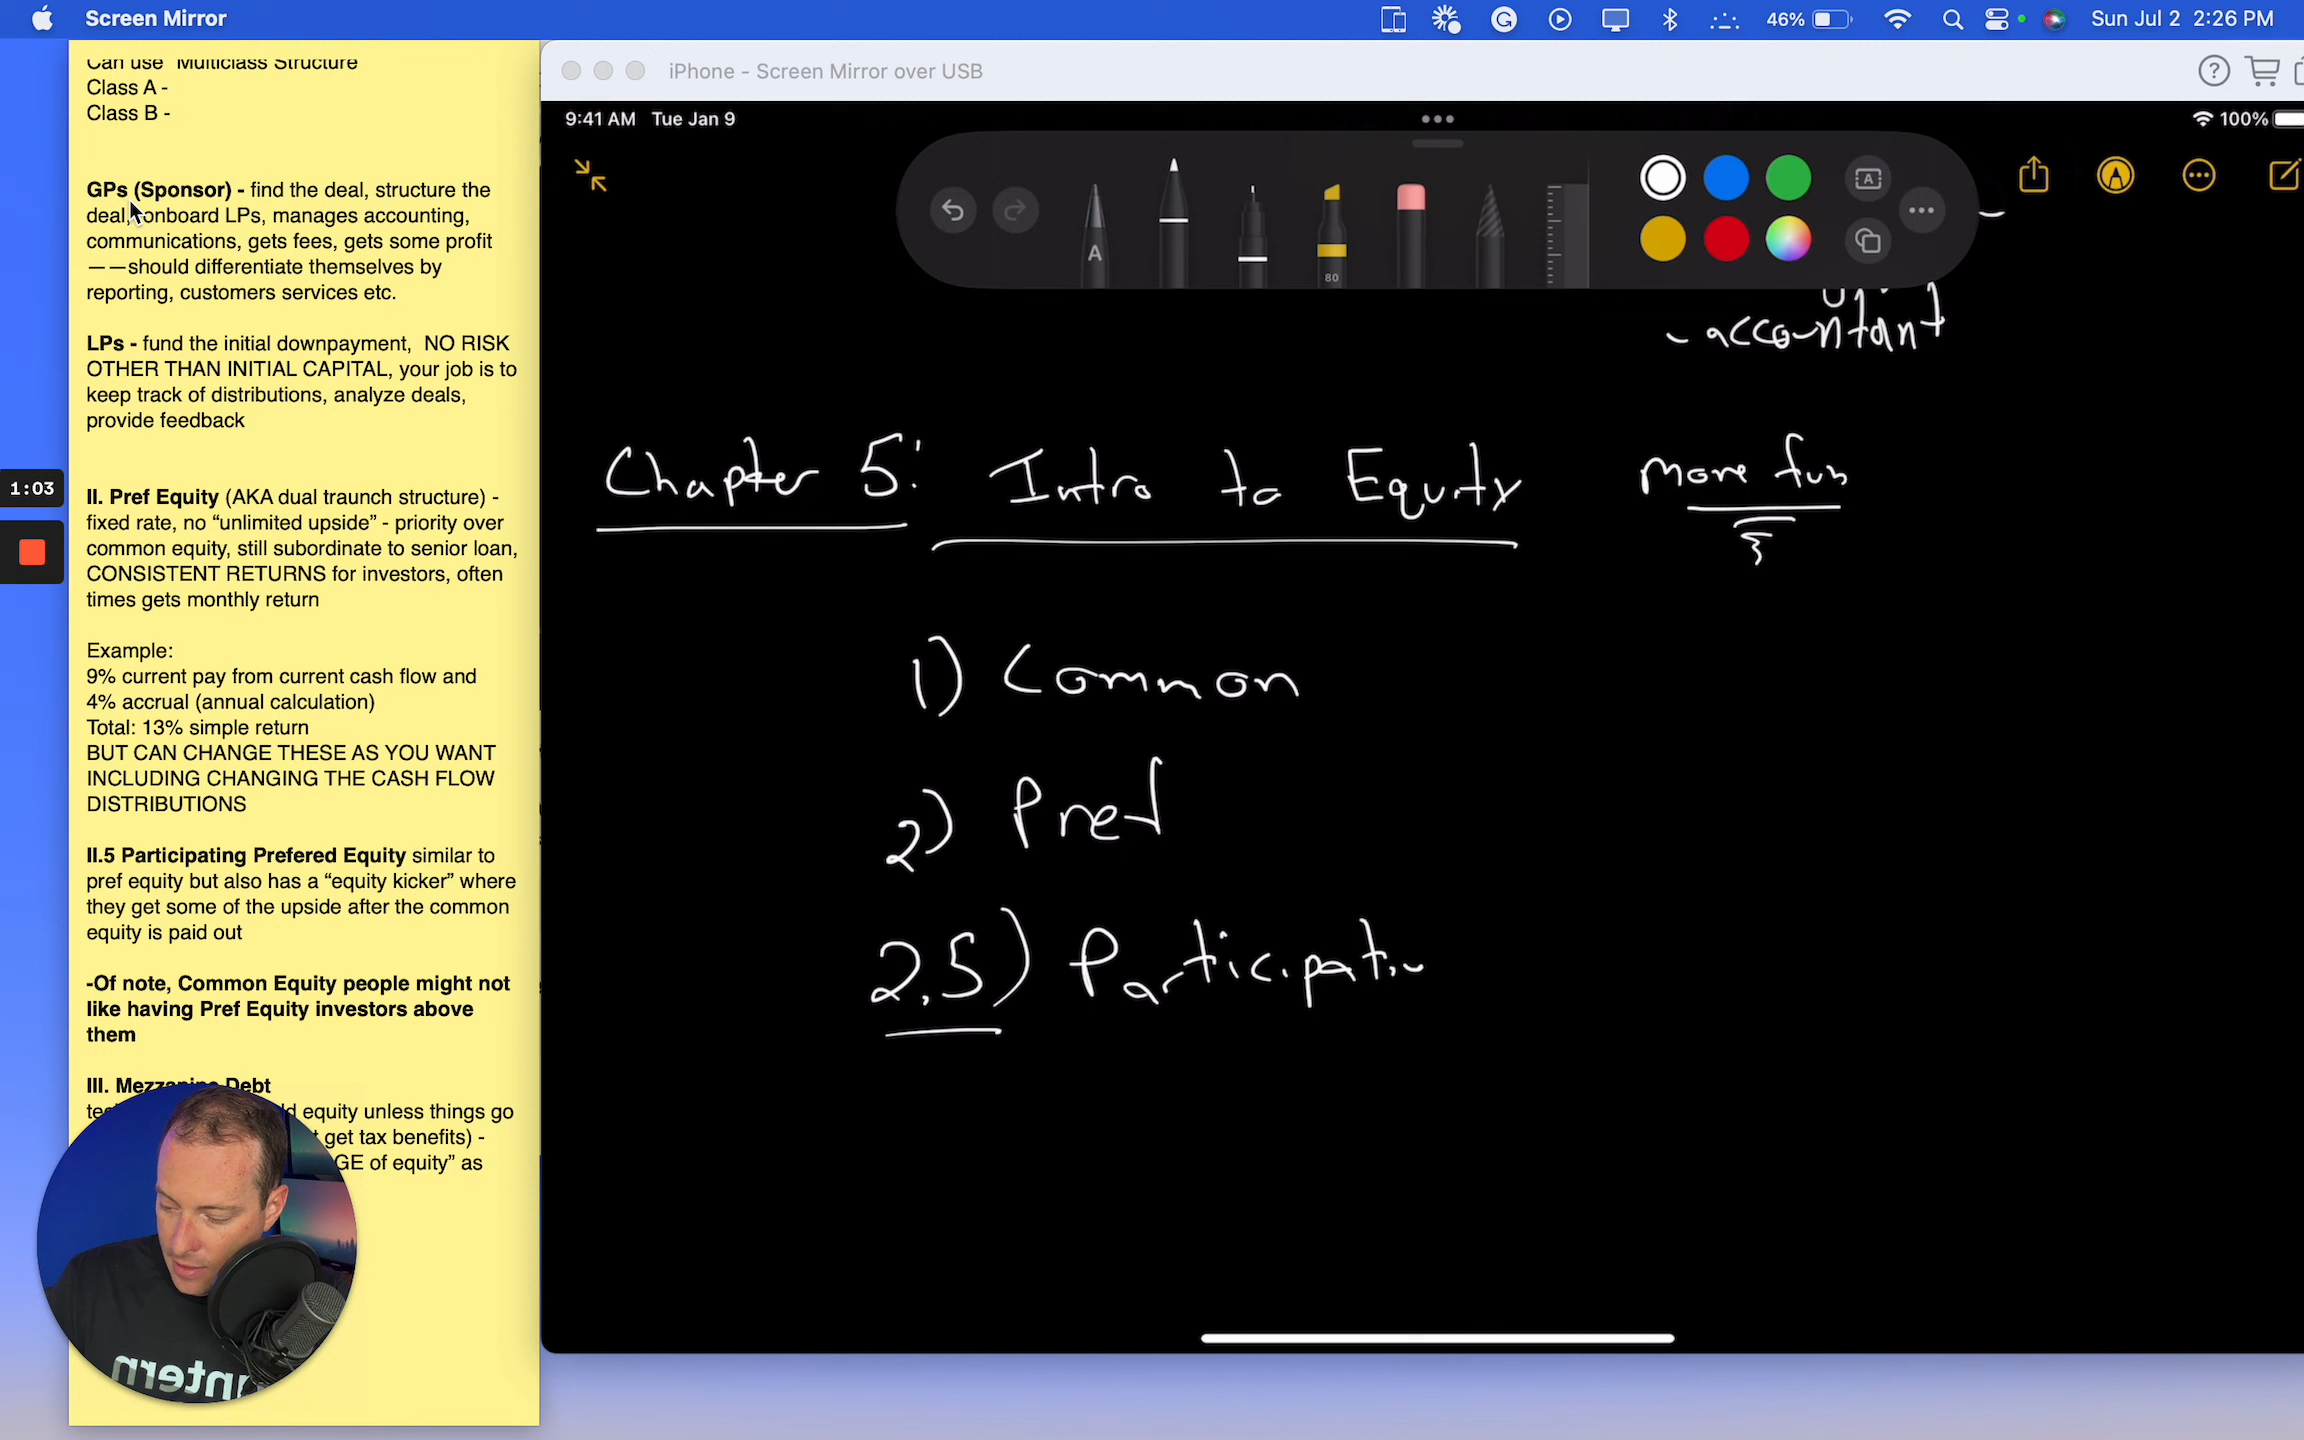 Screen Mirror
46%
Sun Jul 2 2:26 PM
Can use "Multiclass Structure
Class A -
Class B -
GPs (Sponsor) - find the deal, structure the
deal, onboard LPs, manages accounting,
communications, gets fees, gets some profit
——should differentiate themselves by
reporting, customers services etc.
LPs - fund the initial downpayment, NO RISK
OTHER THAN INITIAL CAPITAL, your job is to
keep track of distributions, analyze deals,
provide feedback
1:03
II. Pref Equity (AKA dual traunch structure) -
fixed rate, no “unlimited upside” - priority over
common equity, still subordinate to senior loan,
CONSISTENT RETURNS for investors, often
times gets monthly return
Example:
9% current pay from current cash flow and
4% accrual (annual calculation)
Total: 13% simple return
BUT CAN CHANGE THESE AS YOU WANT
INCLUDING CHANGING THE CASH FLOW
DISTRIBUTIONS
II.5 Participating Prefered Equity similar to
pref equity but also has a “equity kicker” where
they get some of the upside after the common
equity is paid out
-Of note, Common Equity people might not
like having Pref Equity investors above
them
III. Mezzanine Debt
equity unless things go
get tax benefits) -
of equity” as
iPhone - Screen Mirror over USB
9:41 AM Tue Jan 9
100%
A
80
A
- accountant
Chapter 5: Intro to Equity more fun
1) Common
2) Pref
2.5) Participati